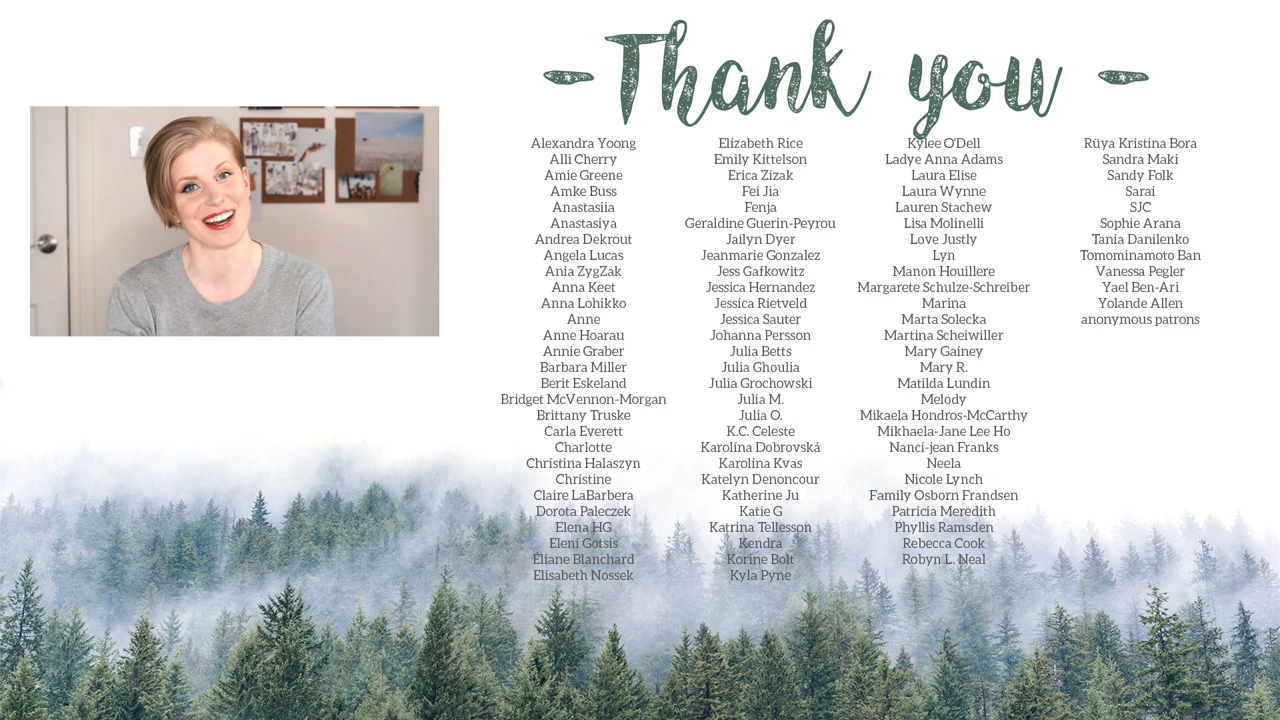 - Thank you -
Alexandra Yoong
Alli Cherry
Amie Greene
Amke Buss
Anastasiia
Anastasiya
Andrea Dekrout
Angela Lucas
Ania ZygZak
Anna Keet
Anna Lohikko
Anne
Anne Hoarau
Annie Graber
Barbara Miller
Berit Eskeland
Bridget McVennon-Morgan
Brittany Truske
Carla Everett
Charlotte
Christina Halaszyn
Christine
Claire LaBarbera
Dorota Paleczek
Elena HG
Eleni Gotsis
Éliane Blanchard
Elisabeth Nossek
Elizabeth Rice
Emily Kittelson
Erica Zizak
Fei Jia
Fenja
Geraldine Guerin-Peyrou
Jailyn Dyer
Jeanmarie Gonzalez
Jess Gafkowitz
Jessica Hernandez
Jessica Rietveld
Jessica Sauter
Johanna Persson
Julia Betts
Julia Ghoulia
Julia Grochowski
Julia M.
Julia O.
K.C. Celeste
Karolína Dobrovská
Karolina Kvas
Katelyn Denoncour
Katherine Ju
Katie G
Katrina Tellesson
Kendra
Korine Bolt
Kyla Pyne
Kylee O'Dell
Ladye Anna Adams
Laura Elise
Laura Wynne
Lauren Stachew
Lisa Molinelli
Love Justly
Lyn
Manon Houillere
Margarete Schulze-Schreiber
Marina
Marta Solecka
Martina Scheiwiller
Mary Gainey
Mary R.
Matilda Lundin
Melody
Mikaela Hondros-McCarthy
Mikhaela-Jane Lee Ho
Nanci-jean Franks
Neela
Nicole Lynch
Family Osborn Frandsen
Patricia Meredith
Phyllis Ramsden
Rebecca Cook
Robyn L. Neal
Rüya Kristina Bora
Sandra Maki
Sandy Folk
Sarai
SJC
Sophie Arana
Tania Danilenko
Tomominamoto Ban
Vanessa Pegler
Yael Ben-Ari
Yolande Allen
anonymous patrons